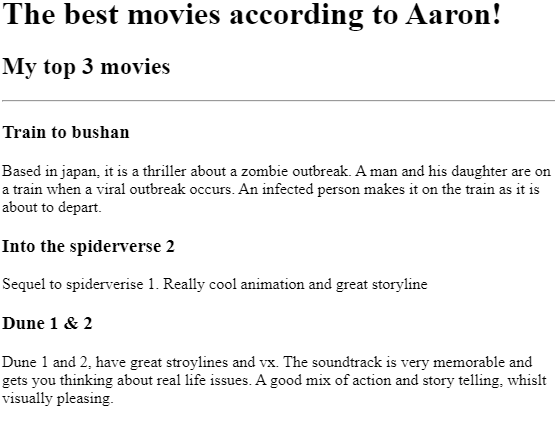 The best movies according to Aaron!
My top 3 movies
Train to bushan
Based in japan, it is a thriller about a zombie outbreak. A man and his daughter are on
a train when a viral outbreak occurs. An infected person makes it on the train as it is
about to depart.
Into the spiderverse 2
Sequel to spiderverise 1. Really cool animation and great storyline
Dune 1 & 2
Dune 1 and 2, have great stroylines and vx. The soundtrack is very memorable and
gets you thinking about real life issues. A good mix of action and story telling, whislt
visually pleasing.